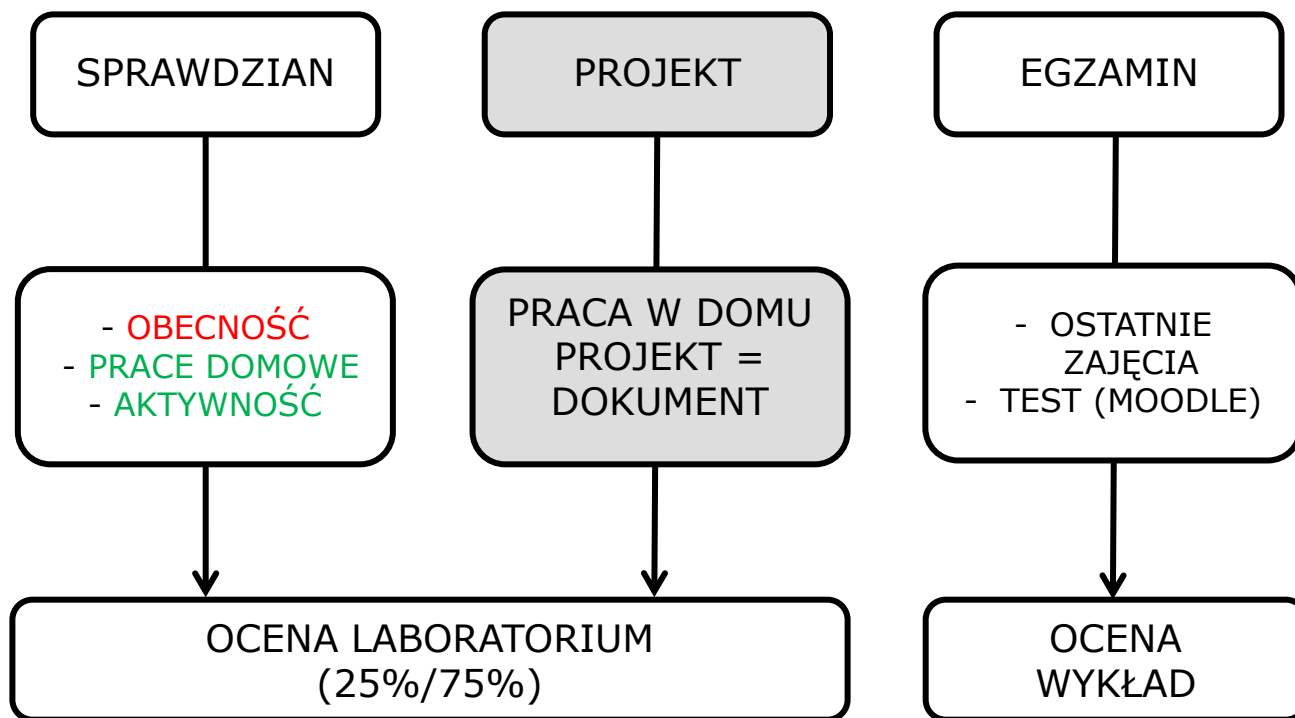 SPRAWDZIAN
PROJEKT
EGZAMIN
- OBECNOŚĆ
- PRACE DOMOWE
- AKTYWNOŚĆ
PRACA W DOMU
PROJEKT =
DOKUMENT
- OSTATNIE
ZAJĘCIA
- TEST (MOODLE)
OCENA LABORATORIUM
(25%/75%)
OCENA
WYKŁAD